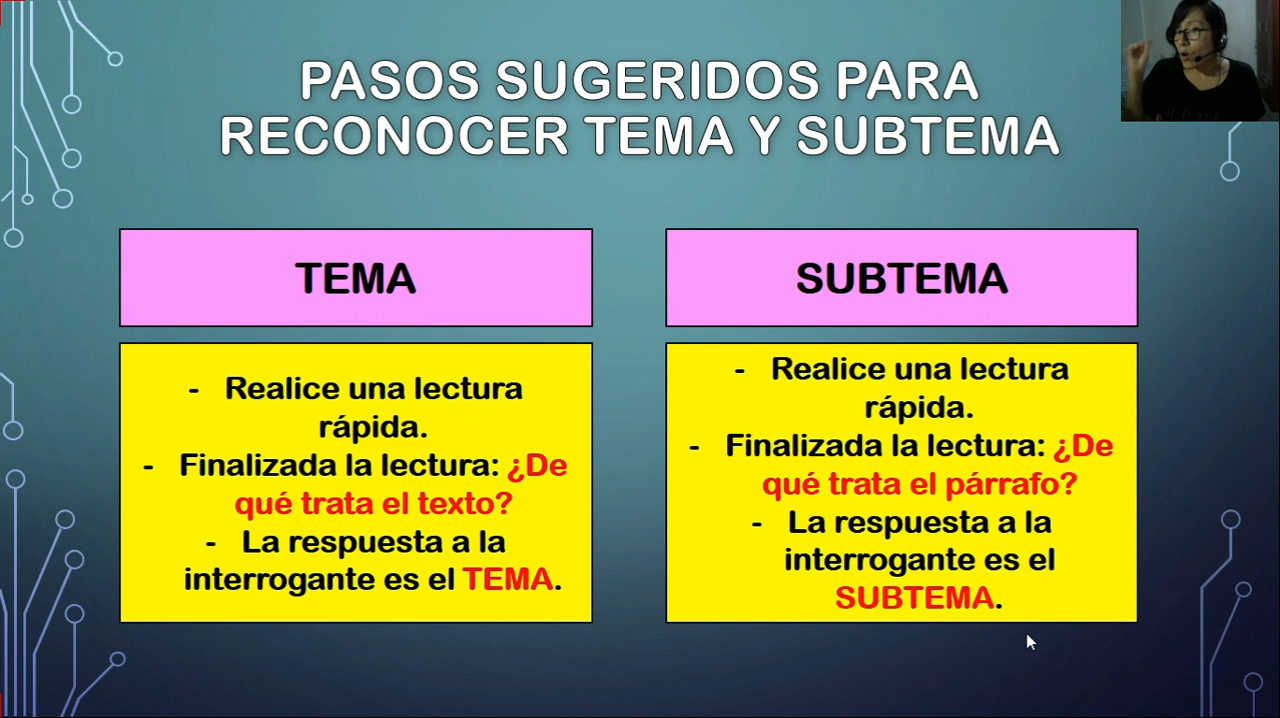 PASOS SUGERIDOS PARA
RECONOCER TEMA Y SUBTEMA
TEMA
- Realice una lectura
rápida.
- Finalizada la lectura: ¿De
qué trata el texto?
- La respuesta a la
interrogante es el TEMA.
SUBTEMA
- Realice una lectura
rápida.
- Finalizada la lectura: ¿De
qué trata el párrafo?
- La respuesta a la
interrogante es el
SUBTEMA.